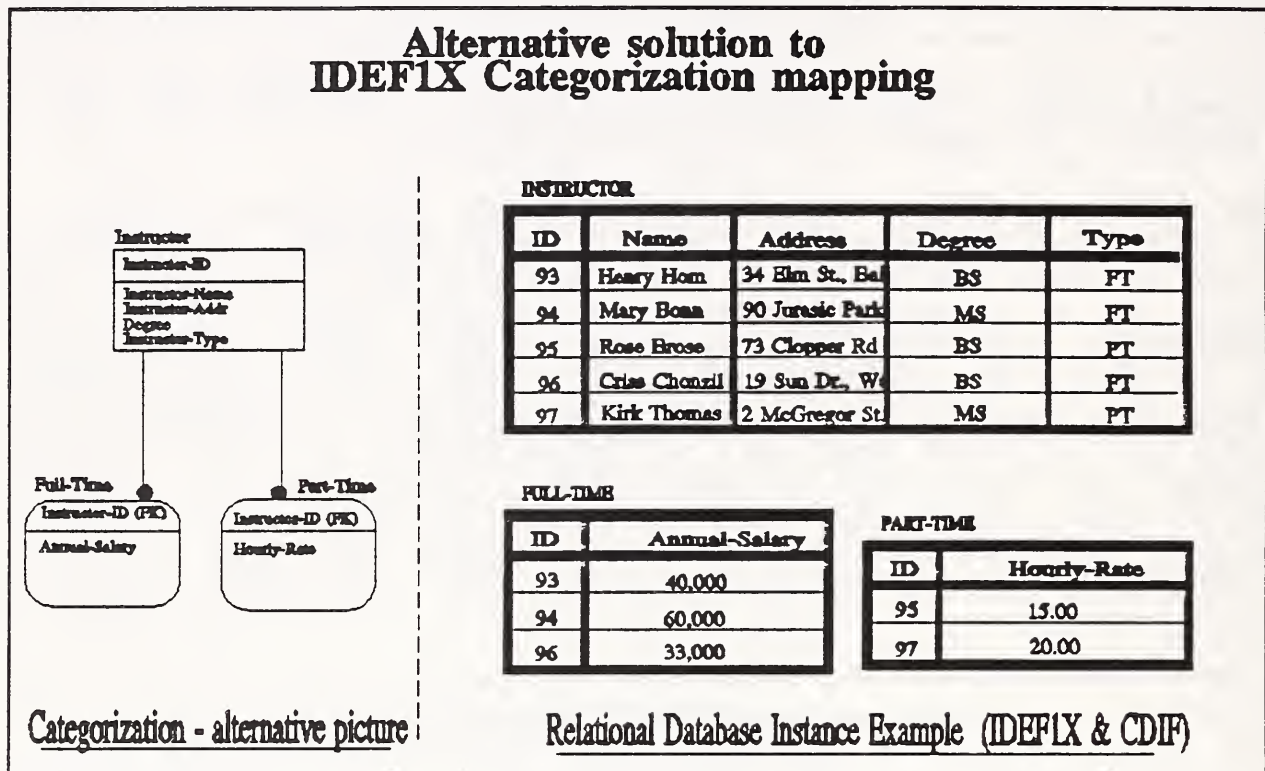 Alternative solution to
IDEF1X Categorization mapping
Instructor
Instructor-ID
Instructor-Name
Instructor-Addr
Degree
Instructor-Type
Full-Time
Instructor-ID (FK)
Annual-Salary
Part-Time
Instructor-ID (FK)
Hourly-Rate
Categorization - alternative picture
INSTRUCTOR
ID Name Address Degree Type
93 Henry Hom 34 Elm St., Bal BS FT
94 Mary Bonn 90 Jurasic Park MS FT
95 Rose Brose 73 Clopper Rd BS PT
96 Criss Chonzil 19 Sun Dr., W BS FT
97 Kirk Thomas 2 McGregor St. MS PT
FULL-TIME
ID Annual-Salary
93 40,000
94 60,000
96 33,000
PART-TIME
ID Hourly-Rate
95 15.00
97 20.00
Relational Database Instance Example (IDEF1X & CDIF)